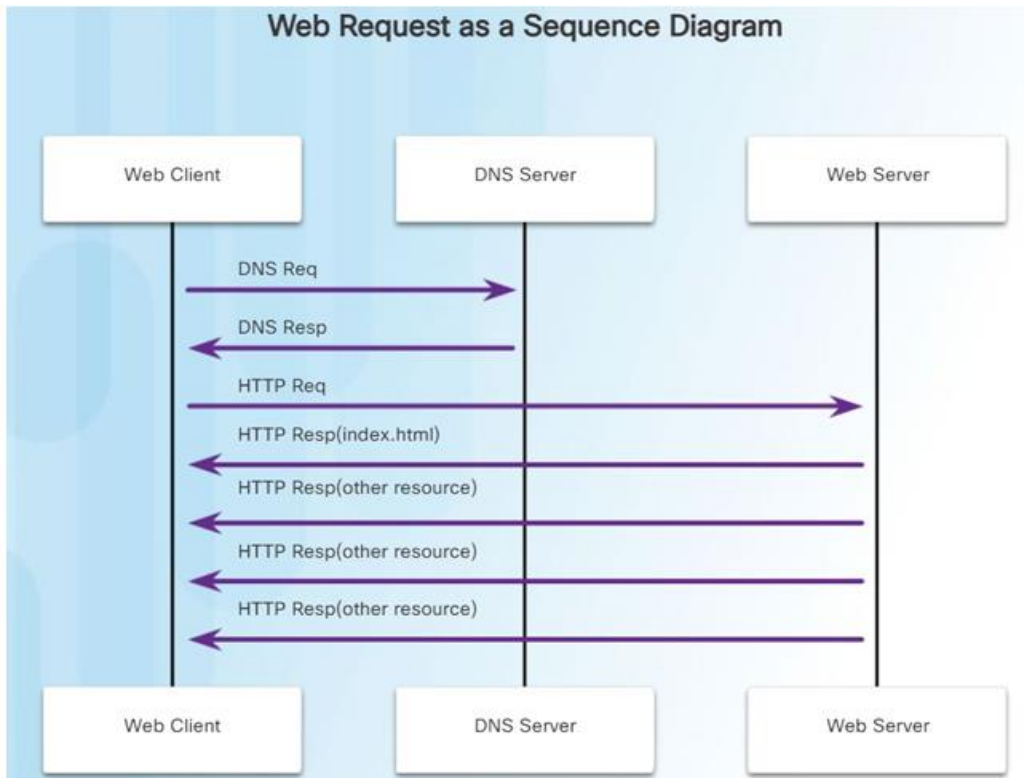 Web Request as a Sequence Diagram
Web Client
DNS Server
Web Server
DNS Req
DNS Resp
HTTP Req
HTTP Resp(index.html)
HTTP Resp(other resource)
HTTP Resp(other resource)
HTTP Resp(other resource)
Web Client
DNS Server
Web Server